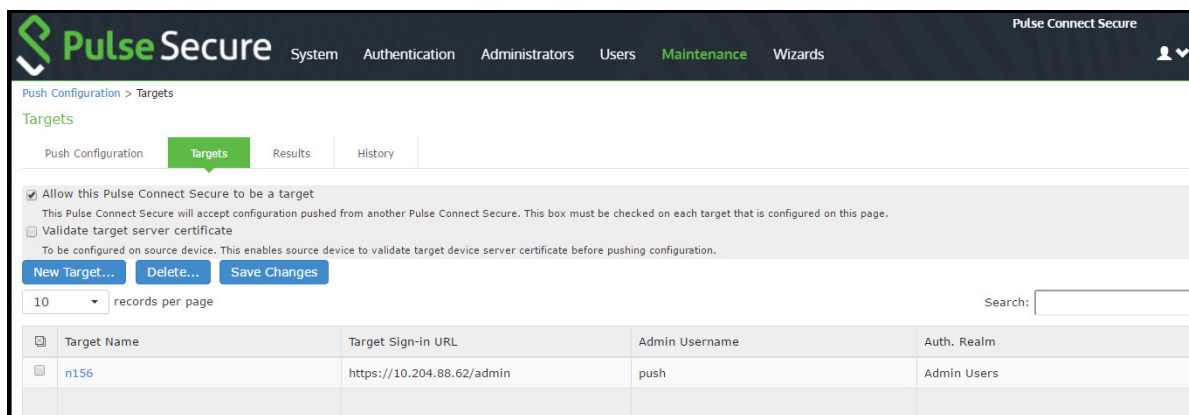 Pulse Connect Secure
Pulse Secure System Authentication Administrators Users Maintenance Wizards
Push Configuration > Targets
Targets
Push Configuration Targets Results History
Allow this Pulse Connect Secure to be a target
This Pulse Connect Secure will accept configuration pushed from another Pulse Connect Secure. This box must be checked on each target that is configured on this page.
Validate target server certificate
To be configured on source device. This enables source device to validate target device server certificate before pushing configuration.
New Target... Delete... Save Changes
10 records per page Search:
Target Name Target Sign-in URL Admin Username Auth. Realm
n156 https://10.204.88.62/admin push Admin Users